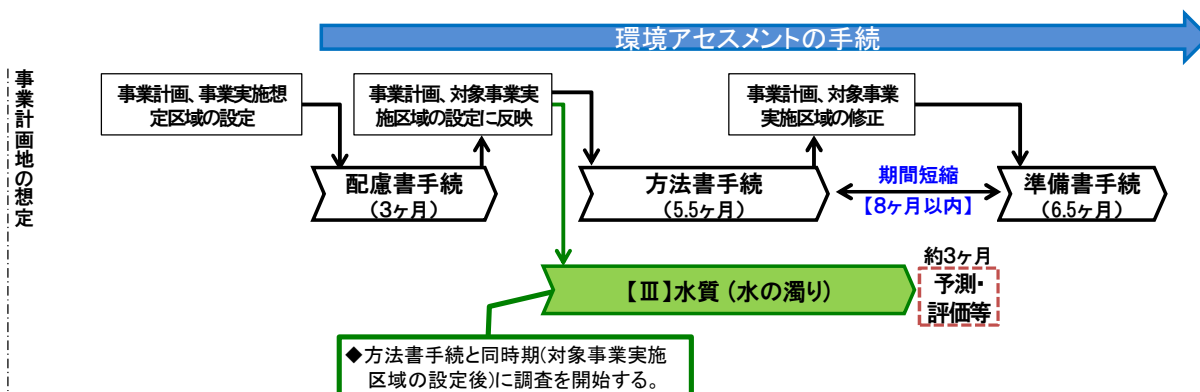 環境アセスメントの手続
事業計画地の想定
事業計画、事業実施想
定区域の設定
事業計画、対象事業実
施区域の設定に反映
事業計画、対象事業
実施区域の修正
配慮書手続
（3ヶ月）
方法書手続
（5.5ヶ月）
期間短縮
【8ヶ月以内】
準備書手続
（6.5ヶ月）
【Ⅲ】水質（水の濁り）
約3ヶ月
予測・
評価等
◆方法書手続と同時期(対象事業実施
区域の設定後)に調査を開始する。